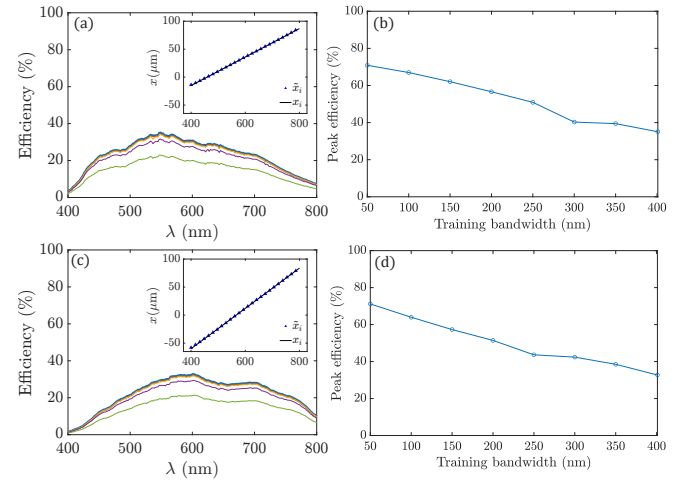 (a)
100
80
60
40
20
0
Efficiency (%)
400 500 600 700 800
λ (nm)
100
50
0
-50
x(μm)
400 600 800
x̃ᵢ
xᵢ
(b)
100
80
60
40
20
0
Peak efficiency (%)
50 100 150 200 250 300 350 400
Training bandwidth (nm)
(c)
100
80
60
40
20
0
Efficiency (%)
400 500 600 700 800
λ (nm)
100
50
0
-50
x(μm)
400 600 800
x̃ᵢ
xᵢ
(d)
100
80
60
40
20
0
Peak efficiency (%)
50 100 150 200 250 300 350 400
Training bandwidth (nm)